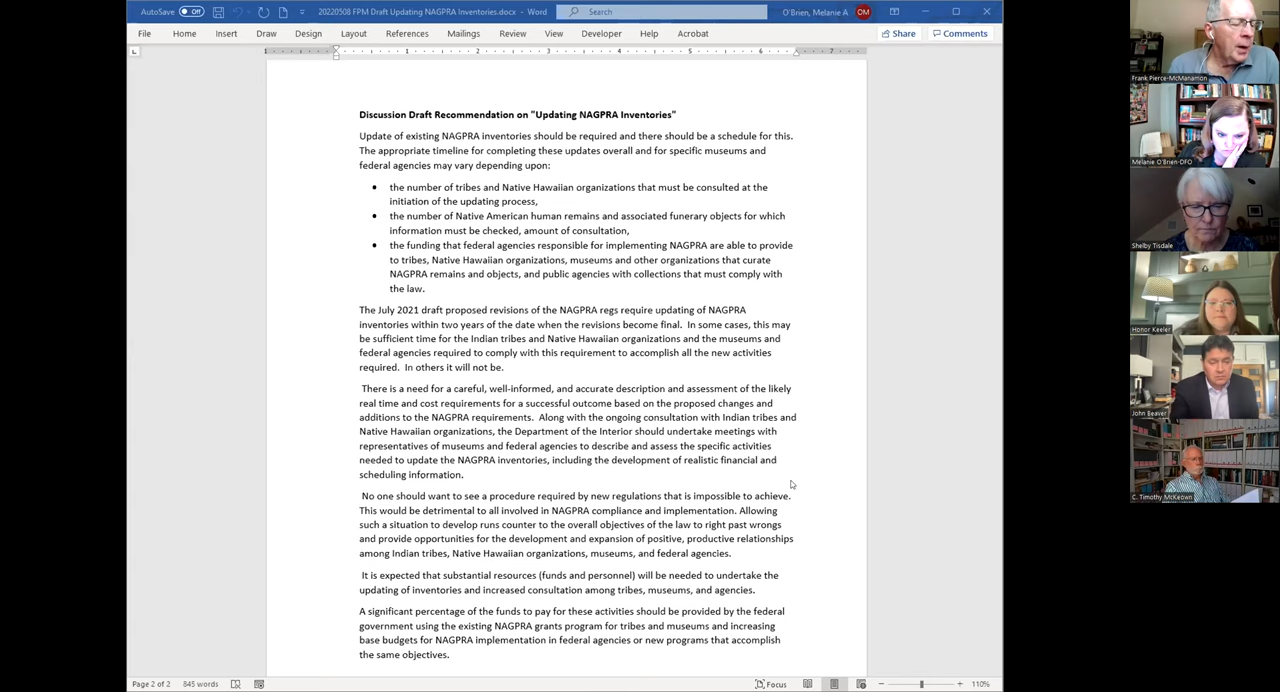 AutoSave Off 20220508 FPM Draft Updating NAGPRA Inventories.docx - Word Search O'Brien, Melanie A OM
File Home Insert Draw Design Layout References Mailings Review View Developer Help Acrobat Share Comments
1 1 2 3 4 5 6 7
Discussion Draft Recommendation on "Updating NAGPRA Inventories"
Update of existing NAGPRA inventories should be required and there should be a schedule for this.
The appropriate timeline for completing these updates overall and for specific museums and
federal agencies may vary depending upon:
• the number of tribes and Native Hawaiian organizations that must be consulted at the
initiation of the updating process,
• the number of Native American human remains and associated funerary objects for which
information must be checked, amount of consultation,
• the funding that federal agencies responsible for implementing NAGPRA are able to provide
to tribes, Native Hawaiian organizations, museums and other organizations that curate
NAGPRA remains and objects, and public agencies with collections that must comply with
the law.
The July 2021 draft proposed revisions of the NAGPRA regs require updating of NAGPRA
inventories within two years of the date when the revisions become final. In some cases, this may
be sufficient time for the Indian tribes and Native Hawaiian organizations and the museums and
federal agencies required to comply with this requirement to accomplish all the new activities
required. In others it will not be.
There is a need for a careful, well-informed, and accurate description and assessment of the likely
real time and cost requirements for a successful outcome based on the proposed changes and
additions to the NAGPRA requirements. Along with the ongoing consultation with Indian tribes and
Native Hawaiian organizations, the Department of the Interior should undertake meetings with
representatives of museums and federal agencies to describe and assess the specific activities
needed to update the NAGPRA inventories, including the development of realistic financial and
scheduling information.
No one should want to see a procedure required by new regulations that is impossible to achieve.
This would be detrimental to all involved in NAGPRA compliance and implementation. Allowing
such a situation to develop runs counter to the overall objectives of the law to right past wrongs
and provide opportunities for the development and expansion of positive, productive relationships
among Indian tribes, Native Hawaiian organizations, museums, and federal agencies.
It is expected that substantial resources (funds and personnel) will be needed to undertake the
updating of inventories and increased consultation among tribes, museums, and agencies.
A significant percentage of the funds to pay for these activities should be provided by the federal
government using the existing NAGPRA grants program for tribes and museums and increasing
base budgets for NAGPRA implementation in federal agencies or new programs that accomplish
the same objectives.
Page 2 of 2 845 words Focus 110%
Frank Pierce-McManamon
Melanie O'Brien-DFO
Shelby Tisdale
Honor Keeler
John Beaver
C. Timothy McKeown